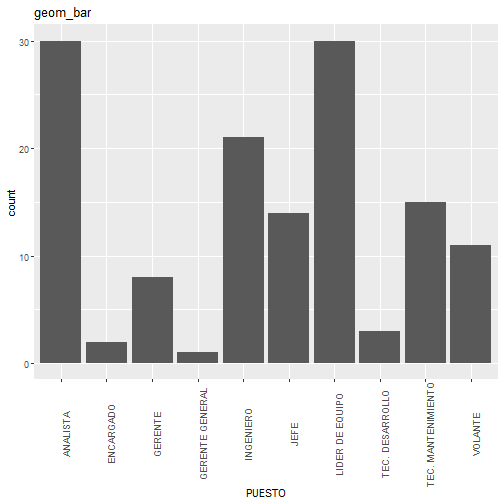 geom_bar
30
20
10
0
count
ANALISTA
ENCARGADO
GERENTE
GERENTE GENERAL
INGENIERO
JEFE
LIDER DE EQUIPO
TEC. DESARROLLO
TEC. MANTENIMIENTO
VOLANTE
PUESTO